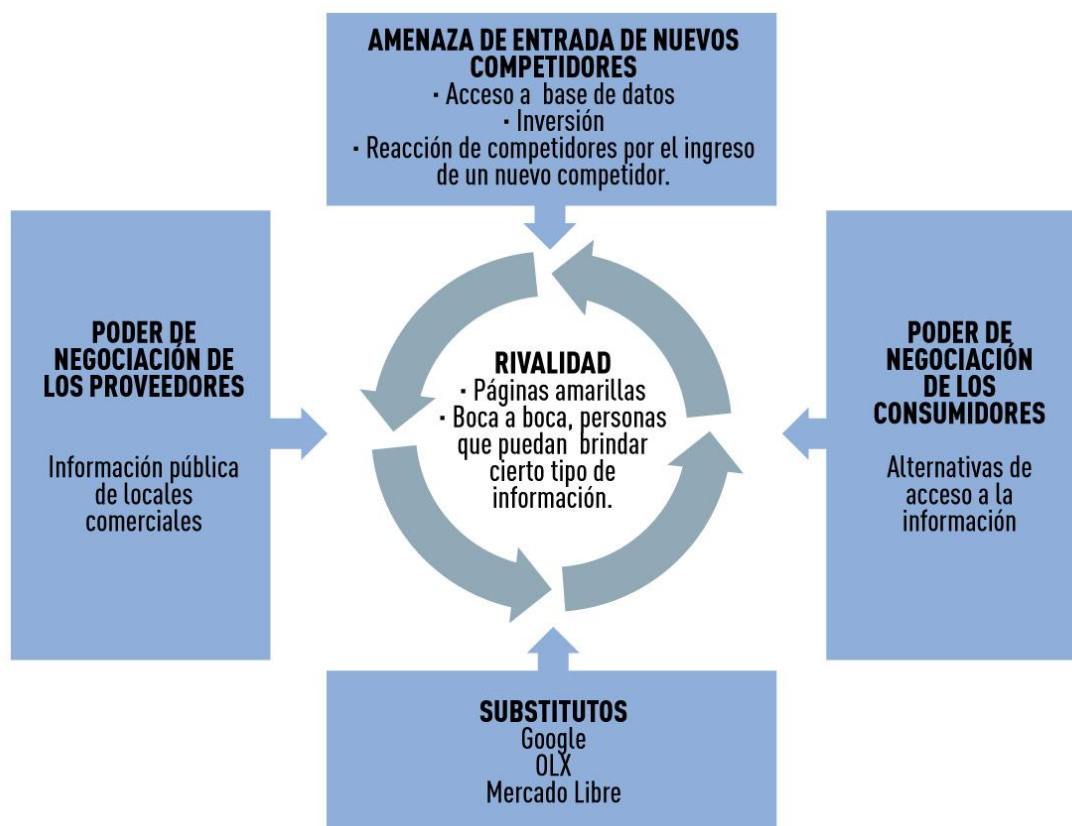 AMENAZA DE ENTRADA DE NUEVOS
COMPETIDORES
· Acceso a base de datos
· Inversión
· Reacción de competidores por el ingreso
de un nuevo competidor.
PODER DE
NEGOCIACIÓN DE
LOS PROVEEDORES
Información pública
de locales
comerciales
RIVALIDAD
· Páginas amarillas
· Boca a boca, personas
que puedan brindar
cierto tipo de
información.
PODER DE
NEGOCIACIÓN
DE LOS
CONSUMIDORES
Alternativas de
acceso a la
información
SUBSTITUTOS
Google
OLX
Mercado Libre